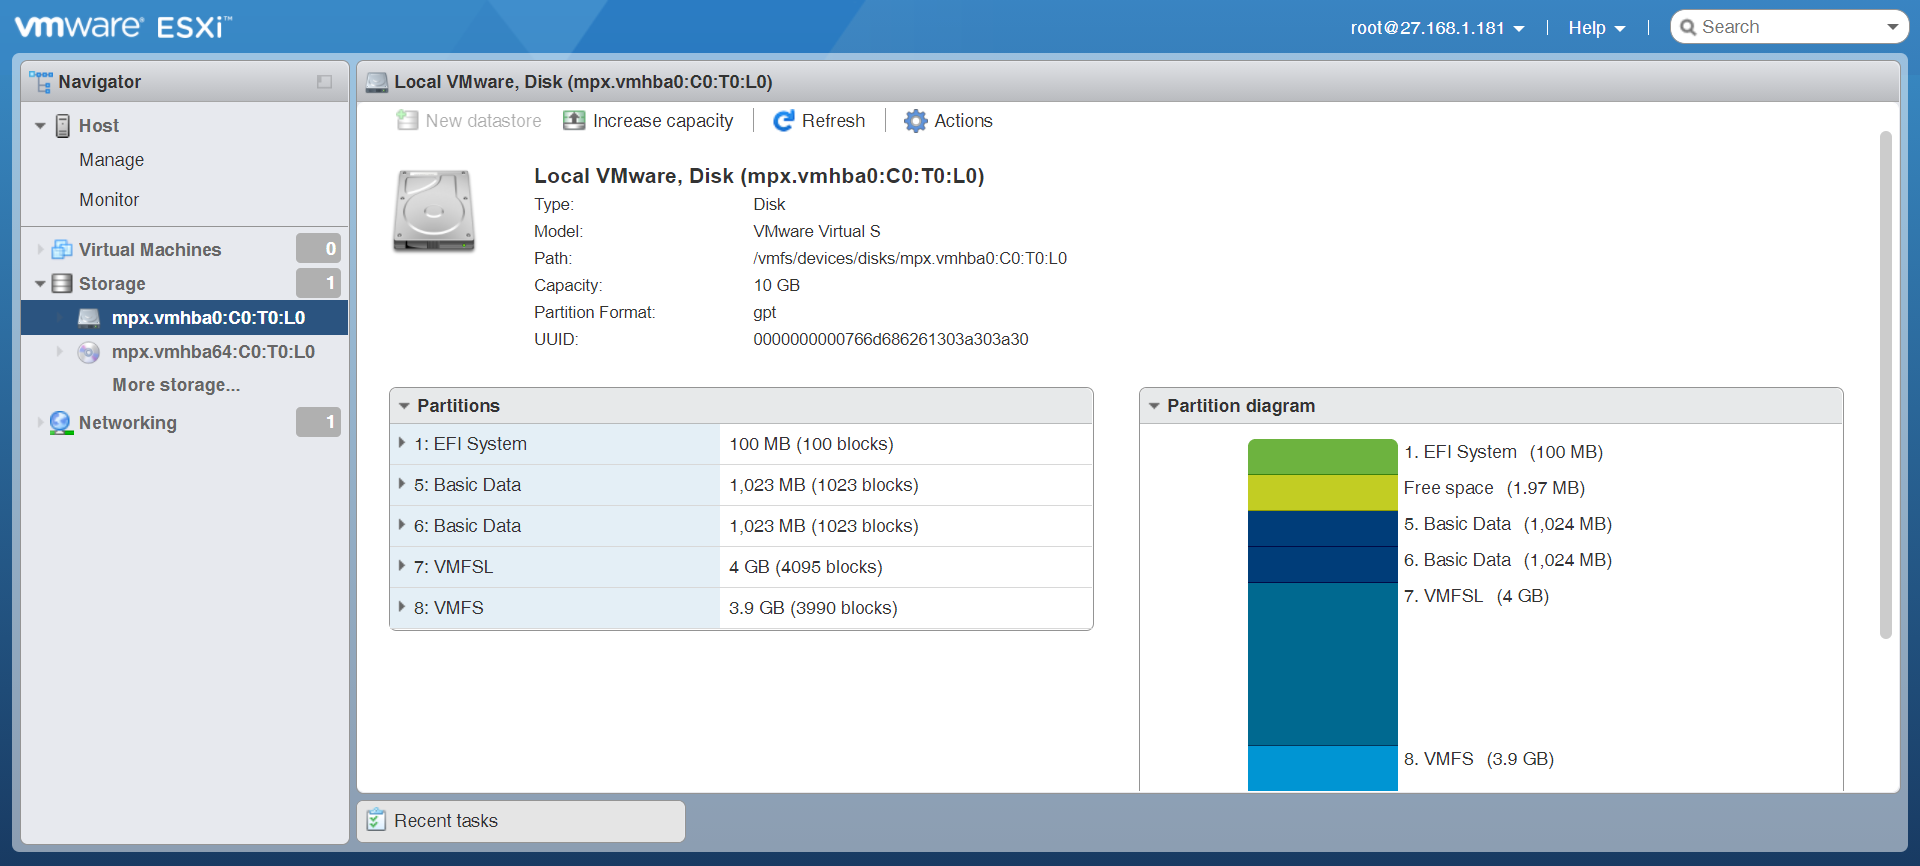 vmware® ESXi™
root@27.168.1.181
Help
Search
Navigator
Host
Manage
Monitor
Virtual Machines 0
Storage 1
mpx.vmhba0:C0:T0:L0
mpx.vmhba64:C0:T0:L0
More storage...
Networking 1
Local VMware, Disk (mpx.vmhba0:C0:T0:L0)
New datastore Increase capacity Refresh Actions
Local VMware, Disk (mpx.vmhba0:C0:T0:L0)
Type: Disk
Model: VMware Virtual S
Path: /vmfs/devices/disks/mpx.vmhba0:C0:T0:L0
Capacity: 10 GB
Partition Format: gpt
UUID: 0000000000766d686261303a303a30
Partitions
1: EFI System 100 MB (100 blocks)
5: Basic Data 1,023 MB (1023 blocks)
6: Basic Data 1,023 MB (1023 blocks)
7: VMFSL 4 GB (4095 blocks)
8: VMFS 3.9 GB (3990 blocks)
Partition diagram
1. EFI System (100 MB)
Free space (1.97 MB)
5. Basic Data (1,024 MB)
6. Basic Data (1,024 MB)
7. VMFSL (4 GB)
8. VMFS (3.9 GB)
Recent tasks